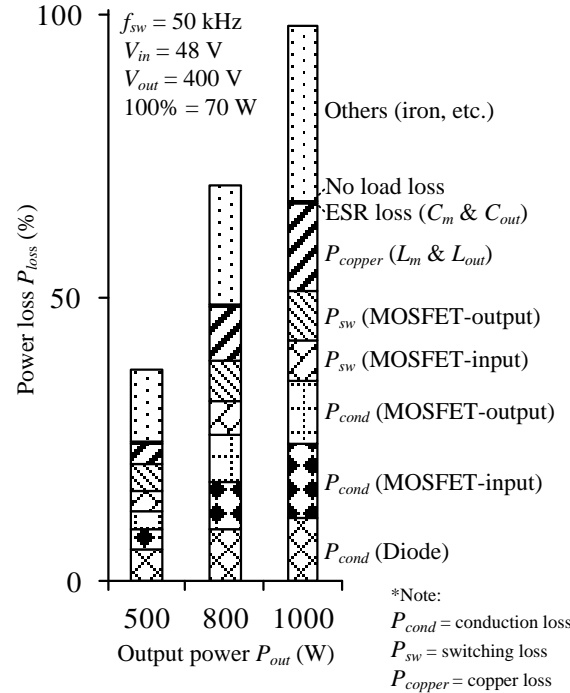 100
f_sw = 50 kHz
V_in = 48 V
V_out = 400 V
100% = 70 W
Others (iron, etc.)
No load loss
ESR loss (C_m & C_out)
P_copper (L_m & L_out)
50
P_sw (MOSFET-output)
P_sw (MOSFET-input)
P_cond (MOSFET-output)
P_cond (MOSFET-input)
P_cond (Diode)
0
Power loss P_loss (%)
500 800 1000
Output power P_out (W)
*Note:
P_cond = conduction loss
P_sw = switching loss
P_copper = copper loss